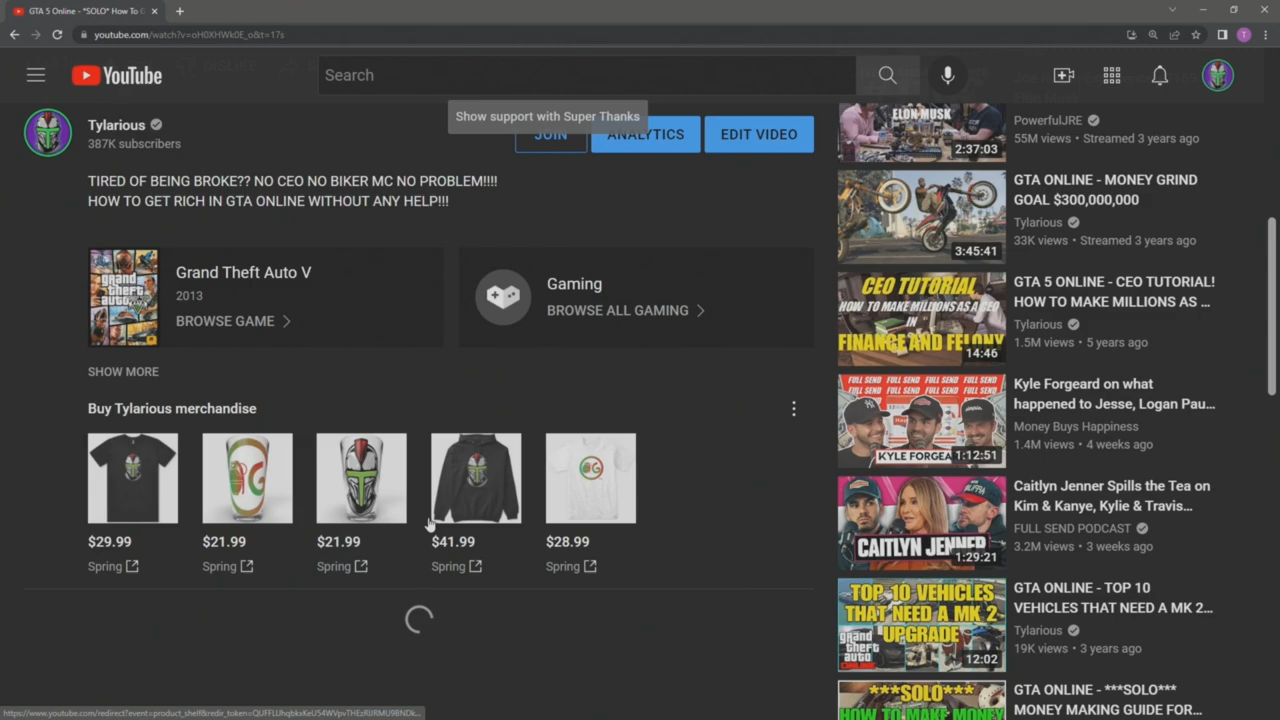 GTA 5 Online - *SOLO* How To G
youtube.com/watch?v=oH0XHWk0E_o&t=17s
T
YouTube
Search
Tylarious
387K subscribers
Show support with Super Thanks
JOIN
ANALYTICS
EDIT VIDEO
TIRED OF BEING BROKE?? NO CEO NO BIKER MC NO PROBLEM!!!!
HOW TO GET RICH IN GTA ONLINE WITHOUT ANY HELP!!!
Grand Theft Auto V
2013
BROWSE GAME
Gaming
BROWSE ALL GAMING
SHOW MORE
Buy Tylarious merchandise
$29.99
Spring
$21.99
Spring
$21.99
Spring
$41.99
Spring
$28.99
Spring
ELON MUSK
2:37:03
PowerfulJRE
55M views • Streamed 3 years ago
3:45:41
GTA ONLINE - MONEY GRIND
GOAL $300,000,000
Tylarious
33K views • Streamed 3 years ago
CEO TUTORIAL
HOW TO MAKE MILLIONS AS A CEO
IN
FINANCE AND FELONY
14:46
GTA 5 ONLINE - CEO TUTORIAL!
HOW TO MAKE MILLIONS AS ...
Tylarious
1.5M views • 5 years ago
FULL SEND
KYLE FORGEA
1:12:51
Kyle Forgeard on what
happened to Jesse, Logan Pau...
Money Buys Happiness
1.4M views • 4 weeks ago
CAITLYN JENNER
1:29:21
Caitlyn Jenner Spills the Tea on
Kim & Kanye, Kylie & Travis...
FULL SEND PODCAST
3.2M views • 3 weeks ago
TOP 10 VEHICLES
THAT NEED A MK 2
UPGRADE
grand
theft
auto
ONLINE
12:02
GTA ONLINE - TOP 10
VEHICLES THAT NEED A MK 2...
Tylarious
19K views • 3 years ago
***SOLO***
HOW TO MAKE MONEY
GTA ONLINE - ***SOLO***
MONEY MAKING GUIDE FOR...